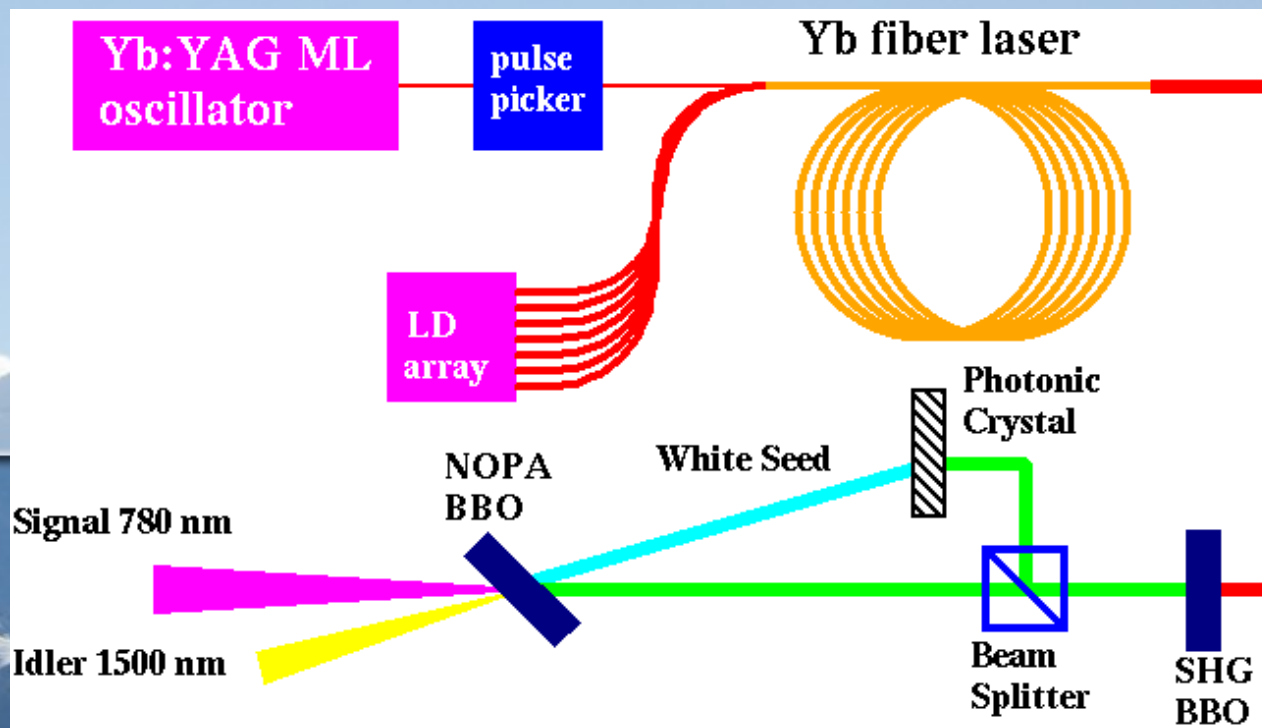 Yb:YAG ML
oscillator
pulse
picker
Yb fiber laser
LD
array
Photonic
Crystal
White Seed
NOPA
BBO
Signal 780 nm
Idler 1500 nm
Beam
Splitter
SHG
BBO